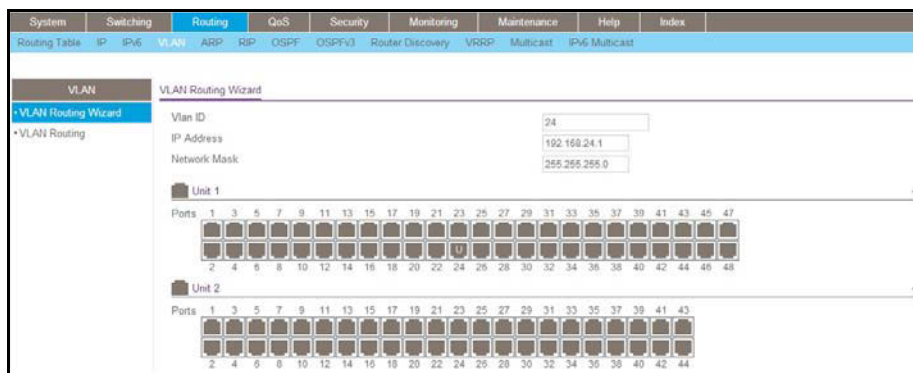 System Switching Routing QoS Security Monitoring Maintenance Help Index
Routing Table IP IPv6 VLAN ARP RIP OSPF OSPFv3 Router Discovery VRRP Multicast IPv6 Multicast
VLAN
• VLAN Routing Wizard
• VLAN Routing
VLAN Routing Wizard
Vlan ID 24
IP Address 192.168.24.1
Network Mask 255.255.255.0
Unit 1
Ports 1 3 5 7 9 11 13 15 17 19 21 23 25 27 29 31 33 35 37 39 41 43 45 47
U
2 4 6 8 10 12 14 16 18 20 22 24 26 28 30 32 34 36 38 40 42 44 46 48
Unit 2
Ports 1 3 5 7 9 11 13 15 17 19 21 23 25 27 29 31 33 35 37 39 41 43
2 4 6 8 10 12 14 16 18 20 22 24 26 28 30 32 34 36 38 40 42 44